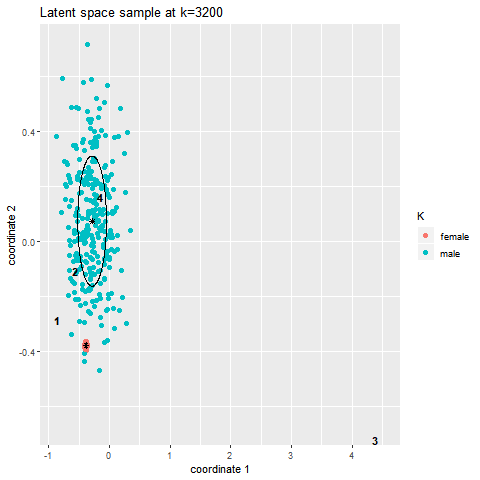 Latent space sample at k=3200
coordinate 2
0.4
0.0
-0.4
4
2
1
3
-1
0
1
2
3
4
coordinate 1
K
female
male